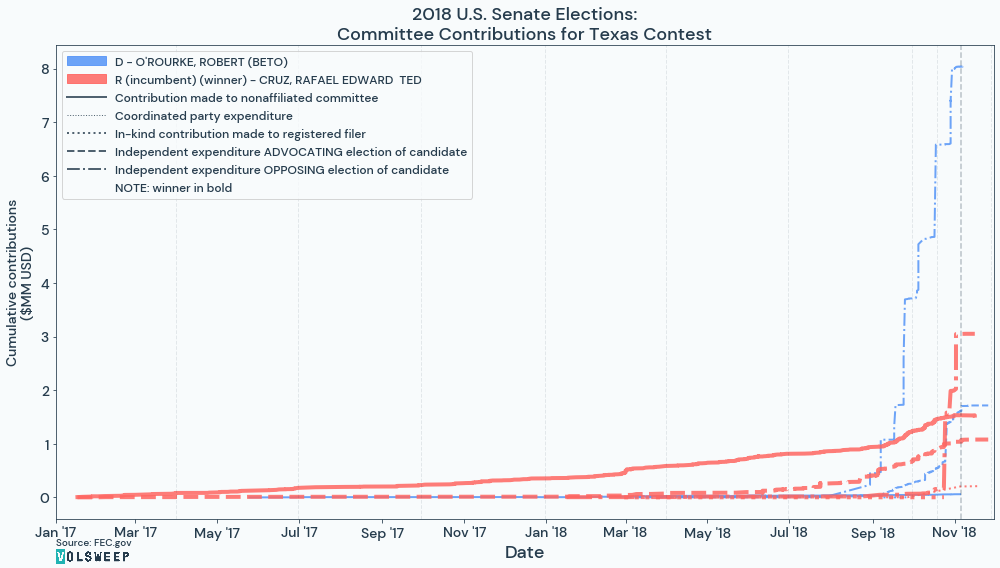 2018 U.S. Senate Elections:
Committee Contributions for Texas Contest
D - O'ROURKE, ROBERT (BETO)
R (incumbent) (winner) - CRUZ, RAFAEL EDWARD  TED
Contribution made to nonaffiliated committee
Coordinated party expenditure
In-kind contribution made to registered filer
Independent expenditure ADVOCATING election of candidate
Independent expenditure OPPOSING election of candidate
NOTE: winner in bold
Cumulative contributions
($MM USD)
8
7
6
5
4
3
2
1
0
Jan '17
Mar '17
May '17
Jul '17
Sep '17
Nov '17
Jan '18
Mar '18
May '18
Jul '18
Sep '18
Nov '18
Date
Source: FEC.gov
VOL$WEEP